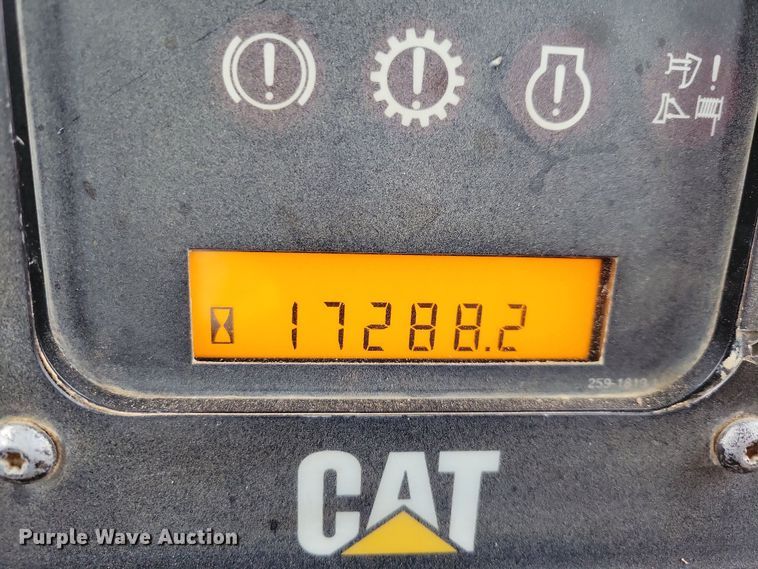 17288.2
259-1813
CAT
Purple Wave Auction®